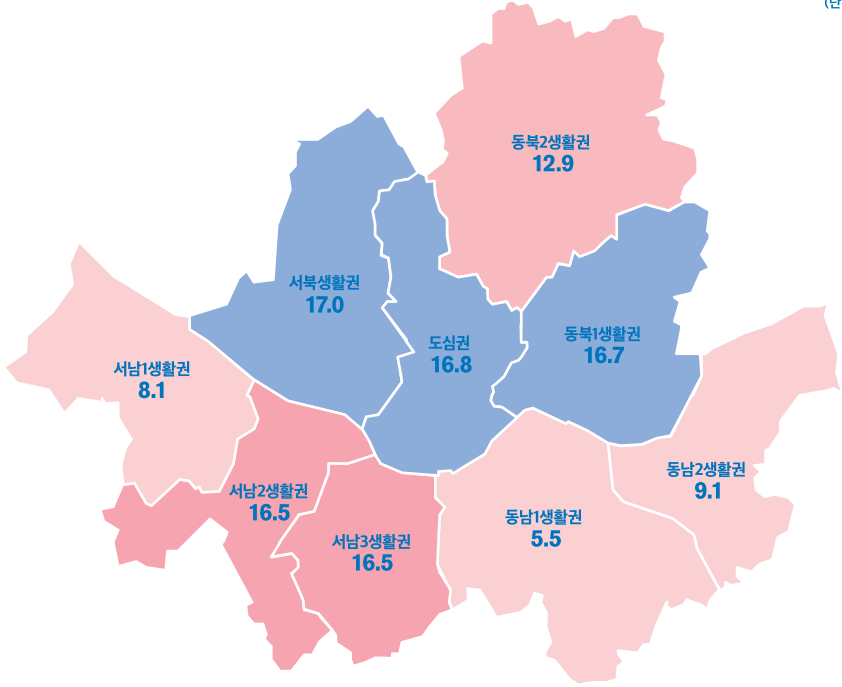 (단
동북2생활권
12.9
서북생활권
17.0
도심권
16.8
동북1생활권
16.7
서남1생활권
8.1
동남2생활권
9.1
서남2생활권
16.5
동남1생활권
5.5
서남3생활권
16.5